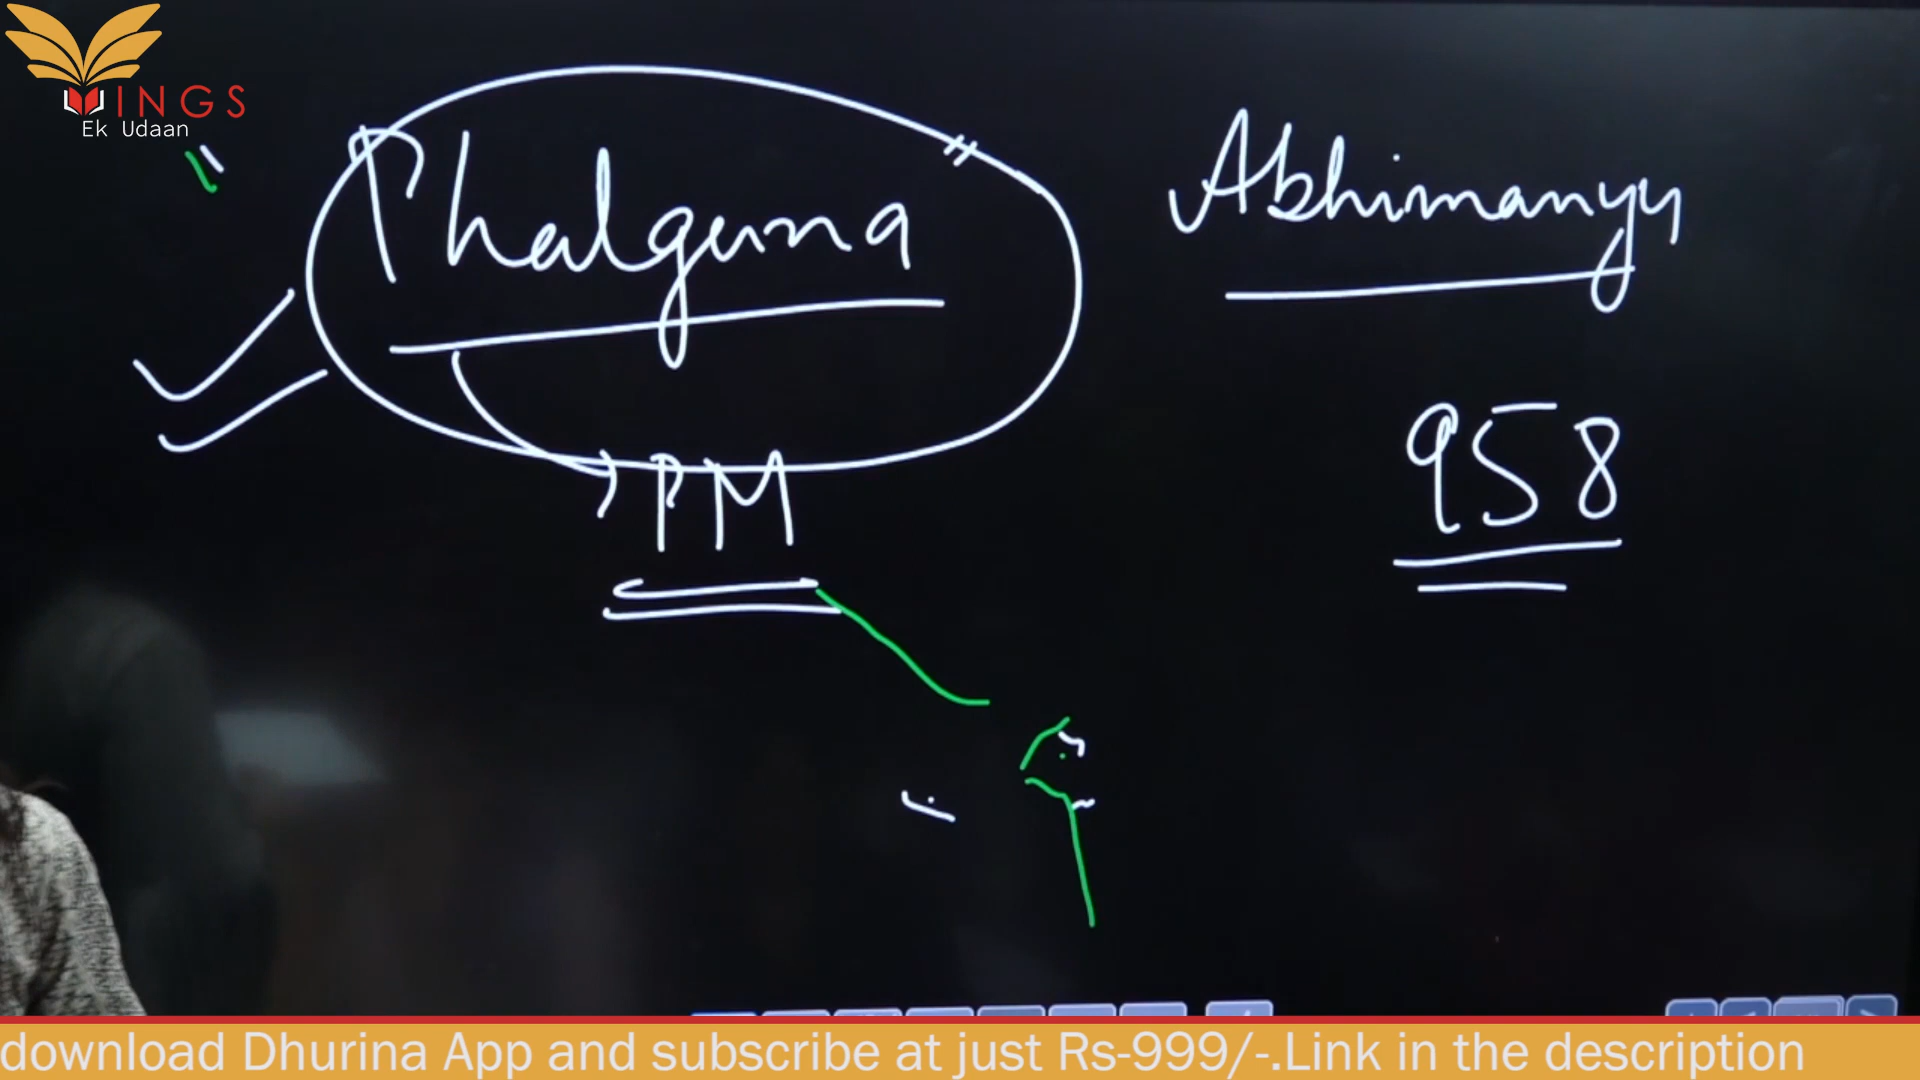 WINGS
Ek Udaan
Phalguna
Abhimanyu
PM
958
download Dhurina App and subscribe at just Rs-999/-.Link in the description